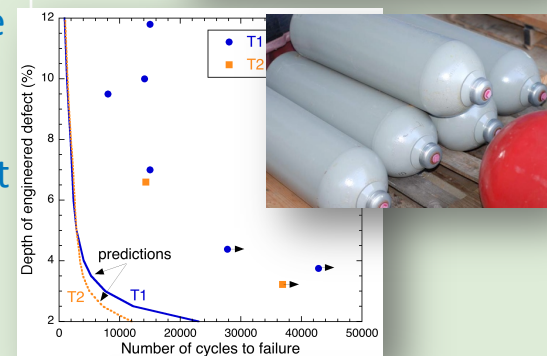 e
t
Depth of engineered defect (%)
12
10
8
6
4
2
T1
T2
predictions
T2
T1
0
10000
20000
30000
40000
50000
Number of cycles to failure